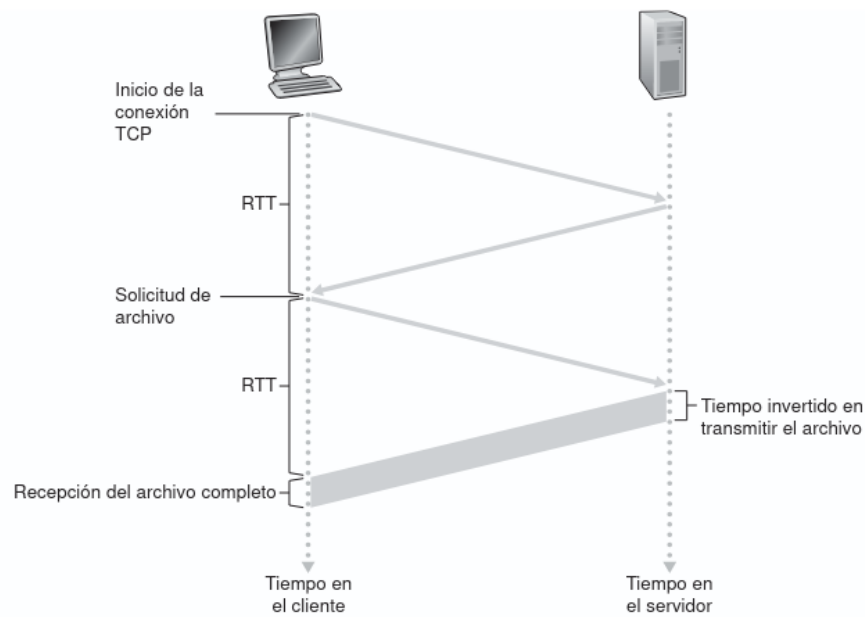 Inicio de la
conexión
TCP
RTT
Solicitud de
archivo
RTT
Tiempo invertido en
transmitir el archivo
Recepción del archivo completo
Tiempo en
el cliente
Tiempo en
el servidor